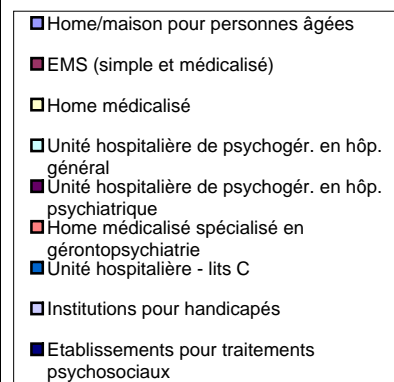 Home/maison pour personnes âgées
EMS (simple et médicalisé)
Home médicalisé
Unité hospitalière de psychogér. en hôp.
général
Unité hospitalière de psychogér. en hôp.
psychiatrique
Home médicalisé spécialisé en
gérontopsychiatrie
Unité hospitalière - lits C
Institutions pour handicapés
Etablissements pour traitements
psychosociaux